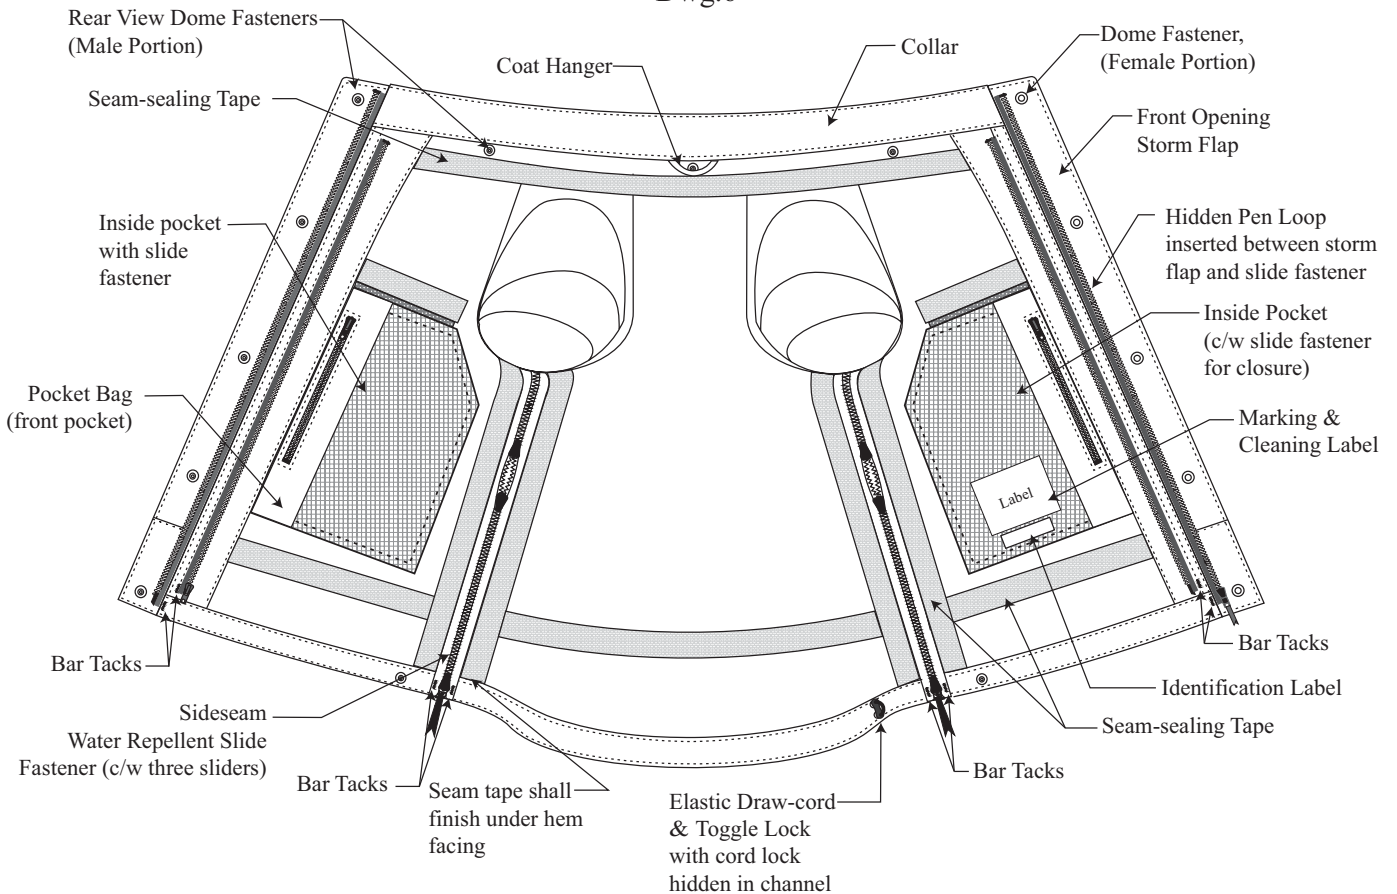 Rear View Dome Fasteners
(Male Portion)
Seam-sealing Tape
Coat Hanger
Collar
Dome Fastener,
(Female Portion)
Front Opening
Storm Flap
Inside pocket
with slide
fastener
Hidden Pen Loop
inserted between storm
flap and slide fastener
Inside Pocket
(c/w slide fastener
for closure)
Pocket Bag
(front pocket)
Marking &
Cleaning Label
Label
Bar Tacks
Bar Tacks
Identification Label
Sideseam
Water Repellent Slide
Fastener (c/w three sliders)
Seam-sealing Tape
Bar Tacks
Bar Tacks
Seam tape shall
finish under hem
facing
Elastic Draw-cord
& Toggle Lock
with cord lock
hidden in channel